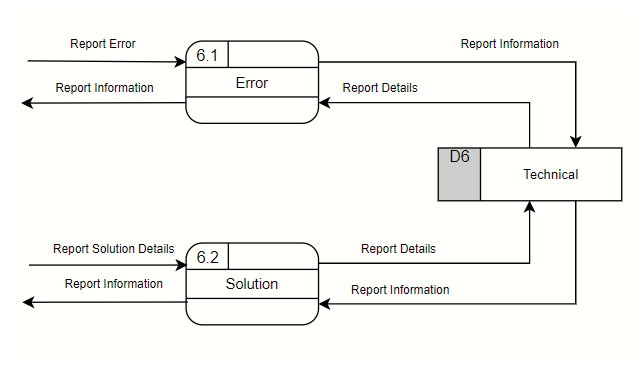 Report Error
6.1
Report Information
Report Information
Error
Report Details
D6
Technical
Report Solution Details
6.2
Report Details
Report Information
Solution
Report Information